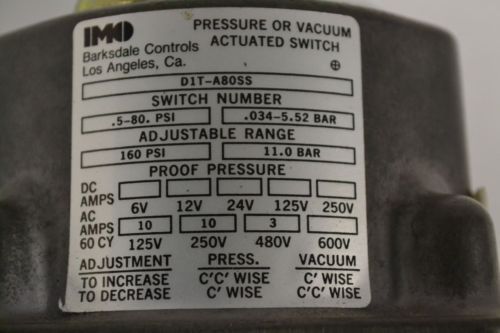 IMO PRESSURE OR VACUUM
Barksdale Controls ACTUATED SWITCH
Los Angeles, Ca.
D1T-A80SS
SWITCH NUMBER
.5-80. PSI .034-5.52 BAR
ADJUSTABLE RANGE
160 PSI 11.0 BAR
PROOF PRESSURE
DC
AMPS
6V 12V 24V 125V 250V
AC
AMPS 10 10 3
60 CY 125V 250V 480V 600V
ADJUSTMENT PRESS. VACUUM
TO INCREASE C'C' WISE C' WISE
TO DECREASE C' WISE C'C' WISE